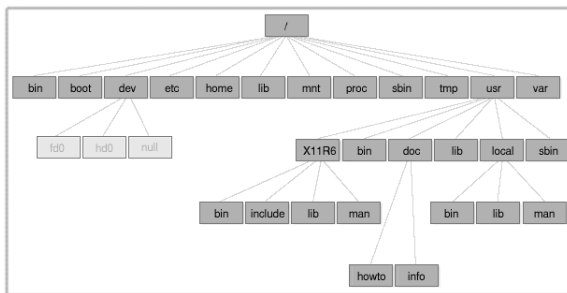 /
bin boot dev etc home lib mnt proc sbin tmp usr var
fd0 hd0 null X11R6 bin doc lib local sbin
bin include lib man bin lib man
howto info